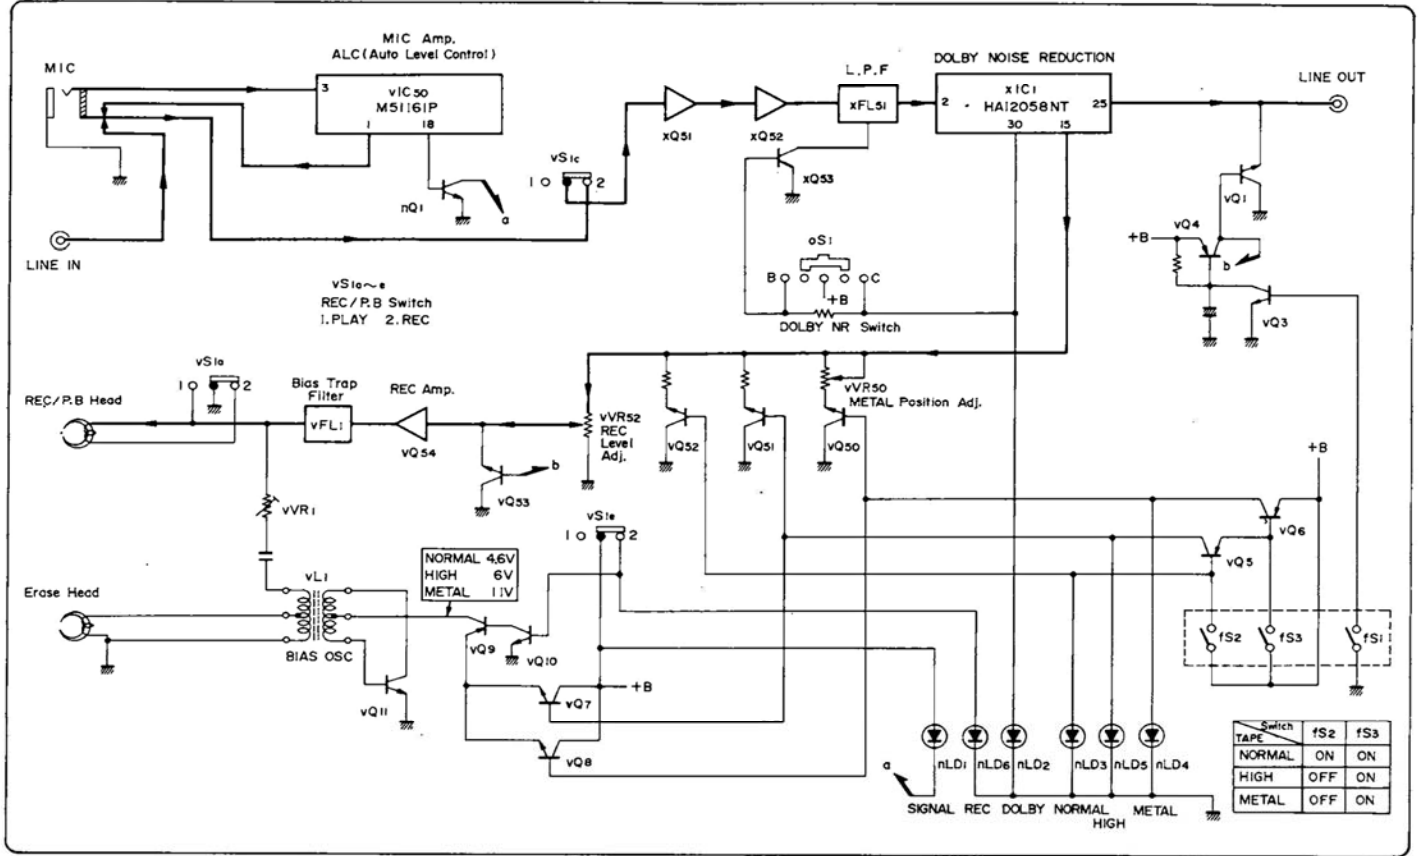 MIC Amp.
ALC(Auto Level Control)
MIC
3 vIC50
M51161P
1 18
L.P.F
xFL51
DOLBY NOISE REDUCTION
xIC1
2 HA12058NT 25
30 15
LINE OUT
xQ51
xQ52
xQ53
vS1c
1 2
nQ1
a
LINE IN
vS1a~e
REC/P.B Switch
1.PLAY 2.REC
oS1
B C
+B
DOLBY NR Switch
vQ1
vQ4
+B
b
vQ3
vS1a
1 2
REC/P.B Head
Bias Trap
Filter
vFL1
REC Amp.
vQ54
vVR52
REC
Level
Adj.
vVR50
METAL Position Adj.
vQ52
vQ51
vQ50
b
vQ53
+B
vVR1
vS1e
1 2
vQ6
vQ5
NORMAL 4.6V
HIGH 6V
METAL 11V
vL1
Erase Head
BIAS OSC
vQ9
vQ10
vQ11
vQ7
+B
vQ8
fS2 fS3 fS1
a
nLD1 nLD6 nLD2 nLD3 nLD5 nLD4
SIGNAL REC DOLBY NORMAL METAL
HIGH
Switch
TAPE fS2 fS3
NORMAL ON ON
HIGH OFF ON
METAL OFF ON